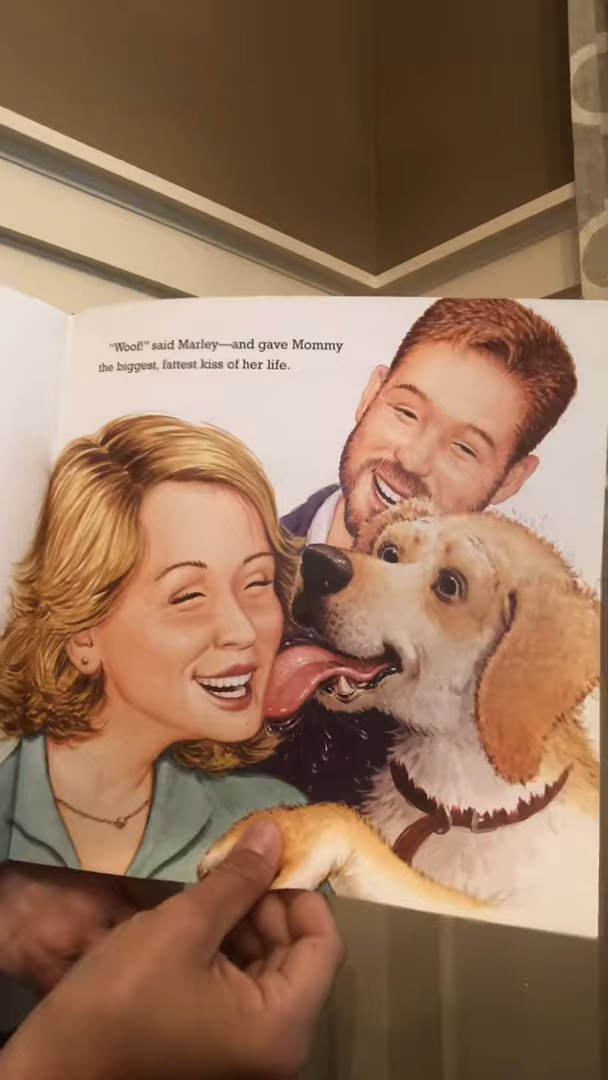 “Woof!” said Marley—and gave Mommy
the biggest, fattest kiss of her life.